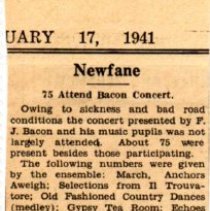 UARY 17, 1941
Newfane
75 Attend Bacon Concert.
Owing to sickness and bad road
conditions the concert presented by F.
J. Bacon and his music pupils was not
largely attended. About 75 were
present besides those participating.
The following numbers were given
by the ensemble: March, Anchors
Aweigh; Selections from Il Trouva-
tore; Old Fashioned Country Dances
(medley); Gypsy Tea Room; Echoes